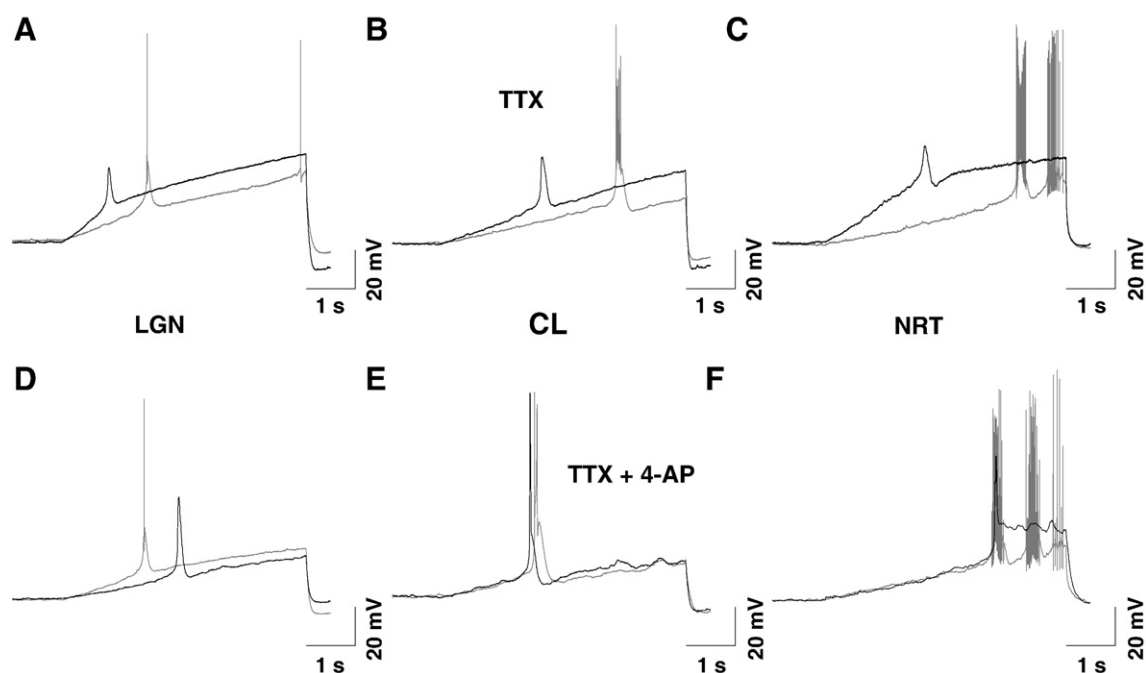 A
B
C
TTX
20 mV
1 s
20 mV
1 s
20 mV
1 s
LGN
CL
NRT
D
E
F
TTX + 4-AP
20 mV
1 s
20 mV
1 s
20 mV
1 s